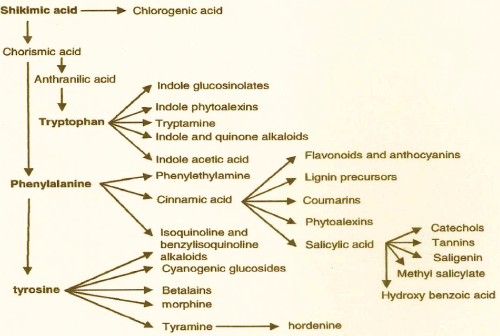 Shikimic acid
Chlorogenic acid
Chorismic acid
Anthranilic acid
Tryptophan
Indole glucosinolates
Indole phytoalexins
Tryptamine
Indole and quinone alkaloids
Indole acetic acid
Phenylalanine
Phenylethylamine
Cinnamic acid
Flavonoids and anthocyanins
Lignin precursors
Coumarins
Phytoalexins
Salicylic acid
Catechols
Tannins
Saligenin
Methyl salicylate
Hydroxy benzoic acid
Isoquinoline and
benzylisoquinoline
alkaloids
Cyanogenic glucosides
tyrosine
Betalains
morphine
Tyramine
hordenine